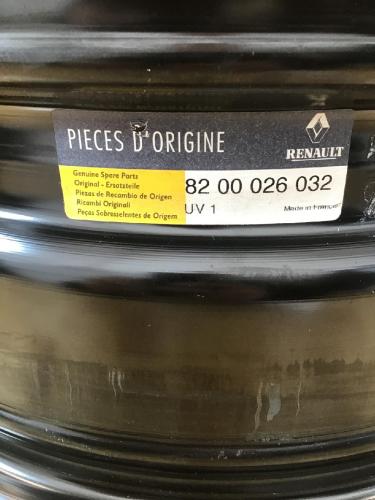 PIECES D'ORIGINE
RENAULT
Genuine Spare Parts
Original - Ersatzteile
Piezas de Recambio de Origen
Ricambi Originali
Peças Sobresselentes de Origem
82 00 026 032
UV 1
Made in France